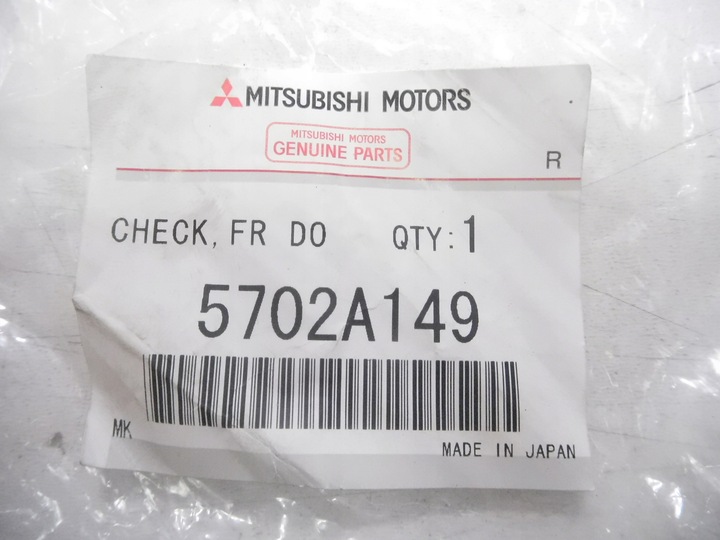 MITSUBISHI MOTORS
MITSUBISHI MOTORS
GENUINE PARTS
R
CHECK, FR DO QTY: 1
5702A149
MK
MADE IN JAPAN